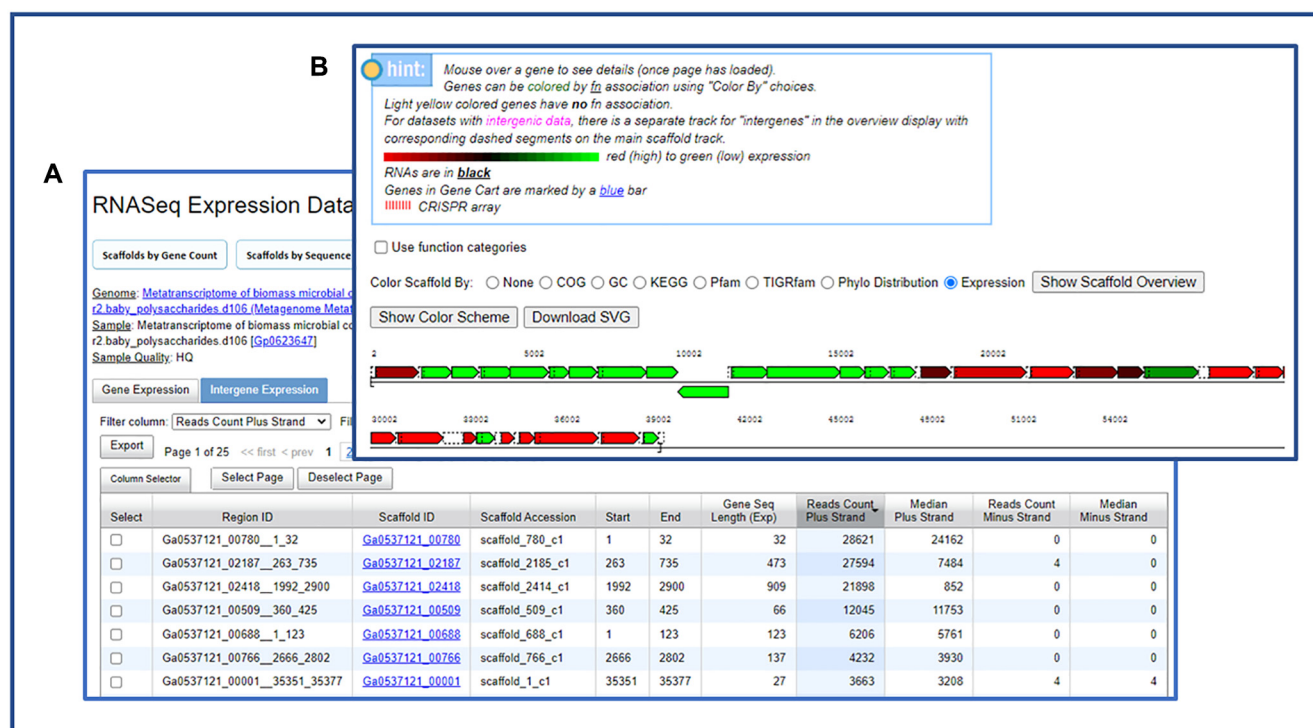 B
hint:
Mouse over a gene to see details (once page has loaded).
Genes can be colored by fn association using "Color By" choices.
Light yellow colored genes have no fn association.
For datasets with intergenic data, there is a separate track for "intergenes" in the overview display with
corresponding dashed segments on the main scaffold track.
red (high) to green (low) expression
RNAs are in black
Genes in Gene Cart are marked by a blue bar
CRISPR array
Use function categories
Color Scaffold By: None COG GC KEGG Pfam TIGRfam Phylo Distribution Expression Show Scaffold Overview
Show Color Scheme Download SVG
2 5002 10002 15002 20002
30002 33002 36002 39002 42002 45002 48002 51002 54002
A
RNASeq Expression Data
Scaffolds by Gene Count Scaffolds by Sequence
Genome: Metatranscriptome of biomass microbial c
r2.baby_polysaccharides.d106 (Metagenome Metat
Sample: Metatranscriptome of biomass microbial co
r2.baby_polysaccharides.d106 [Gp0623647]
Sample Quality: HQ
Gene Expression Intergene Expression
Filter column: Reads Count Plus Strand Fil
Export Page 1 of 25 << first < prev 1 2
Column Selector Select Page Deselect Page
Select Region ID Scaffold ID Scaffold Accession Start End Gene Seq Length (Exp) Reads Count Plus Strand Median Plus Strand Reads Count Minus Strand Median Minus Strand
Ga0537121_00780__1_32 Ga0537121_00780 scaffold_780_c1 1 32 32 28621 24162 0 0
Ga0537121_02187__263_735 Ga0537121_02187 scaffold_2185_c1 263 735 473 27594 7484 4 0
Ga0537121_02418__1992_2900 Ga0537121_02418 scaffold_2414_c1 1992 2900 909 21898 852 0 0
Ga0537121_00509__360_425 Ga0537121_00509 scaffold_509_c1 360 425 66 12045 11753 0 0
Ga0537121_00688__1_123 Ga0537121_00688 scaffold_688_c1 1 123 123 6206 5761 0 0
Ga0537121_00766__2666_2802 Ga0537121_00766 scaffold_766_c1 2666 2802 137 4232 3930 0 0
Ga0537121_00001__35351_35377 Ga0537121_00001 scaffold_1_c1 35351 35377 27 3663 3208 4 4